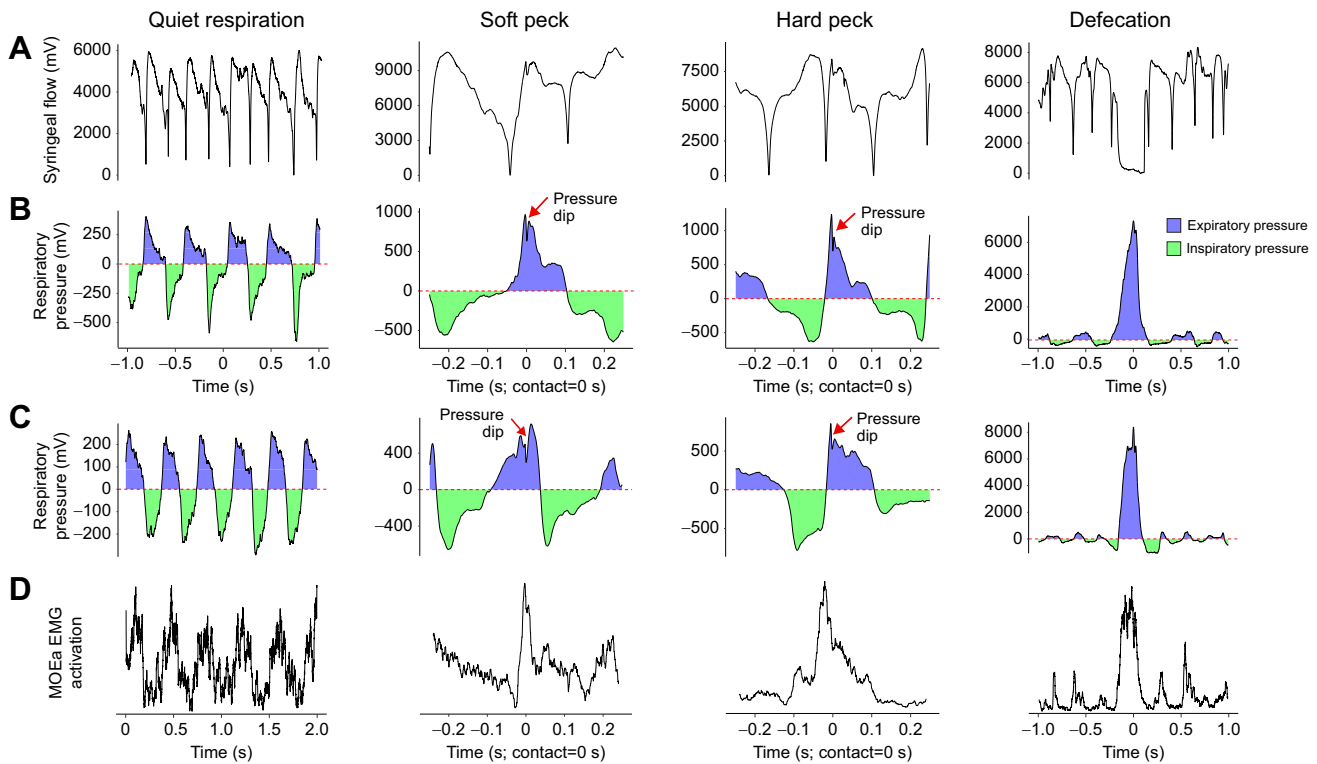 Quiet respiration
Soft peck
Hard peck
Defecation
A
Syringeal flow (mV)
6000
4000
2000
0
9000
6000
3000
0
7500
5000
2500
0
8000
6000
4000
2000
0
B
Respiratory
pressure (mV)
250
0
−250
−500
−1.0
−0.5
0
0.5
1.0
Time (s)
1000
500
0
−500
Pressure
dip
−0.2
−0.1
0
0.1
0.2
Time (s; contact=0 s)
1000
500
0
−500
Pressure
dip
−0.2
−0.1
0
0.1
0.2
Time (s; contact=0 s)
6000
4000
2000
0
Expiratory pressure
Inspiratory pressure
−1.0
−0.5
0
0.5
1.0
Time (s)
C
Respiratory
pressure (mV)
200
100
0
−100
−200
400
0
−400
Pressure
dip
500
0
−500
Pressure
dip
8000
6000
4000
2000
0
D
MOEa EMG
activation
0
0.5
1.0
1.5
2.0
Time (s)
−0.2
−0.1
0
0.1
0.2
Time (s; contact=0 s)
−0.2
−0.1
0
0.1
0.2
Time (s; contact=0 s)
−1.0
−0.5
0
0.5
1.0
Time (s)